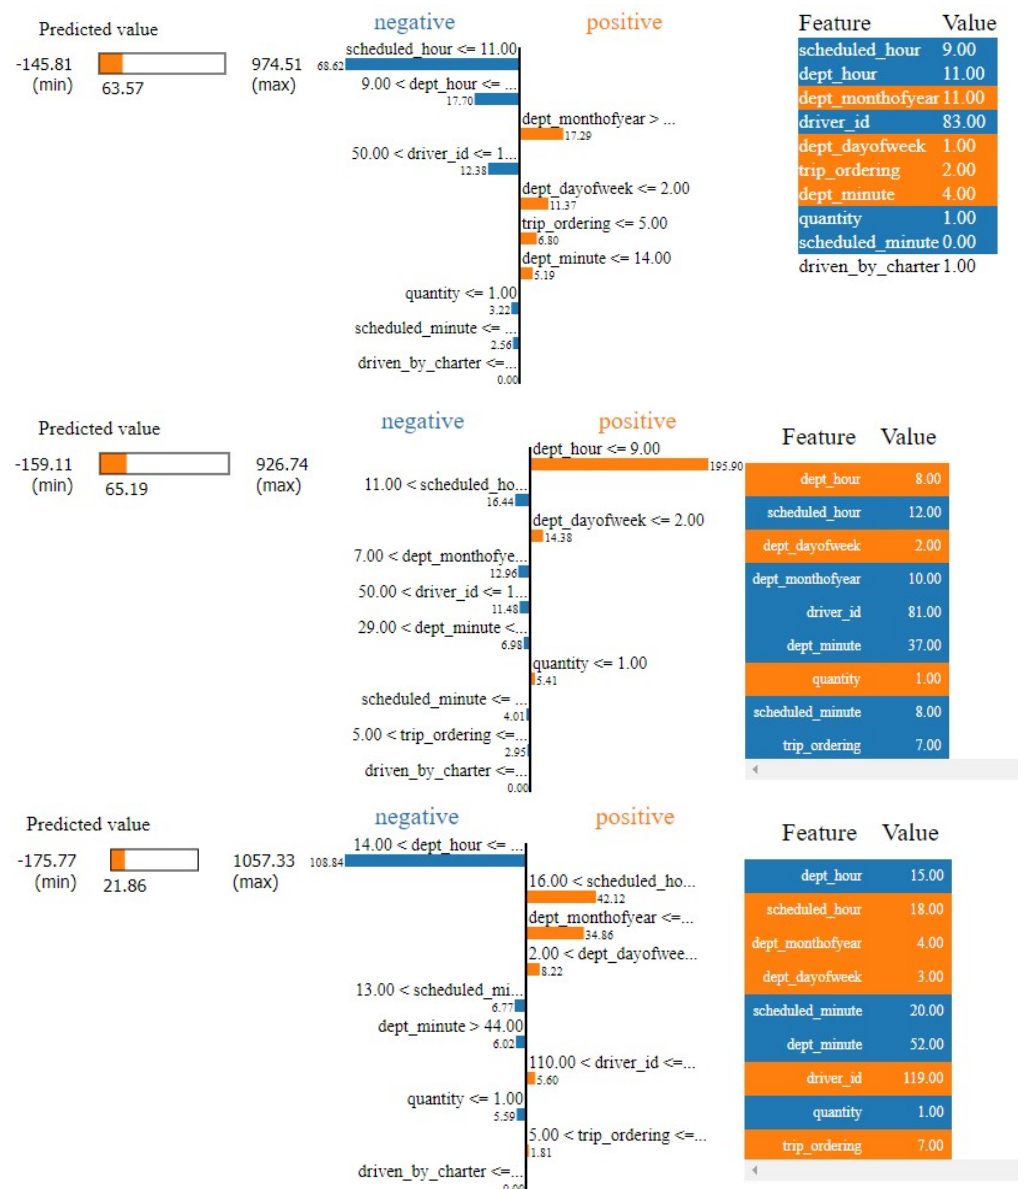 Predicted value
-145.81 (min)
63.57
974.51 (max)
negative positive
scheduled_hour <= 11.00
68.62
9.00 < dept_hour <= ...
17.70
dept_monthofyear > ...
17.29
50.00 < driver_id <= 1...
12.38
dept_dayofweek <= 2.00
11.37
trip_ordering <= 5.00
6.80
dept_minute <= 14.00
5.19
quantity <= 1.00
3.22
scheduled_minute <= ...
2.56
driven_by_charter <=...
0.00
Feature Value
scheduled_hour 9.00
dept_hour 11.00
dept_monthofyear 11.00
driver_id 83.00
dept_dayofweek 1.00
trip_ordering 2.00
dept_minute 4.00
quantity 1.00
scheduled_minute 0.00
driven_by_charter 1.00
Predicted value
-159.11 (min)
65.19
926.74 (max)
negative positive
dept_hour <= 9.00
195.90
11.00 < scheduled_ho...
16.44
dept_dayofweek <= 2.00
14.38
7.00 < dept_monthofye...
12.96
50.00 < driver_id <= 1...
11.48
29.00 < dept_minute <...
6.98
quantity <= 1.00
5.41
scheduled_minute <= ...
4.01
5.00 < trip_ordering <=...
2.95
driven_by_charter <=...
0.00
Feature Value
dept_hour 8.00
scheduled_hour 12.00
dept_dayofweek 2.00
dept_monthofyear 10.00
driver_id 81.00
dept_minute 37.00
quantity 1.00
scheduled_minute 8.00
trip_ordering 7.00
Predicted value
-175.77 (min)
21.86
1057.33 (max)
negative positive
14.00 < dept_hour <= ...
108.84
16.00 < scheduled_ho...
42.12
dept_monthofyear <=...
34.86
2.00 < dept_dayofwee...
8.22
13.00 < scheduled_mi...
6.77
dept_minute > 44.00
6.02
110.00 < driver_id <=...
5.60
quantity <= 1.00
5.59
5.00 < trip_ordering <=...
1.81
driven_by_charter <=...
0.00
Feature Value
dept_hour 15.00
scheduled_hour 18.00
dept_monthofyear 4.00
dept_dayofweek 3.00
scheduled_minute 20.00
dept_minute 52.00
driver_id 119.00
quantity 1.00
trip_ordering 7.00